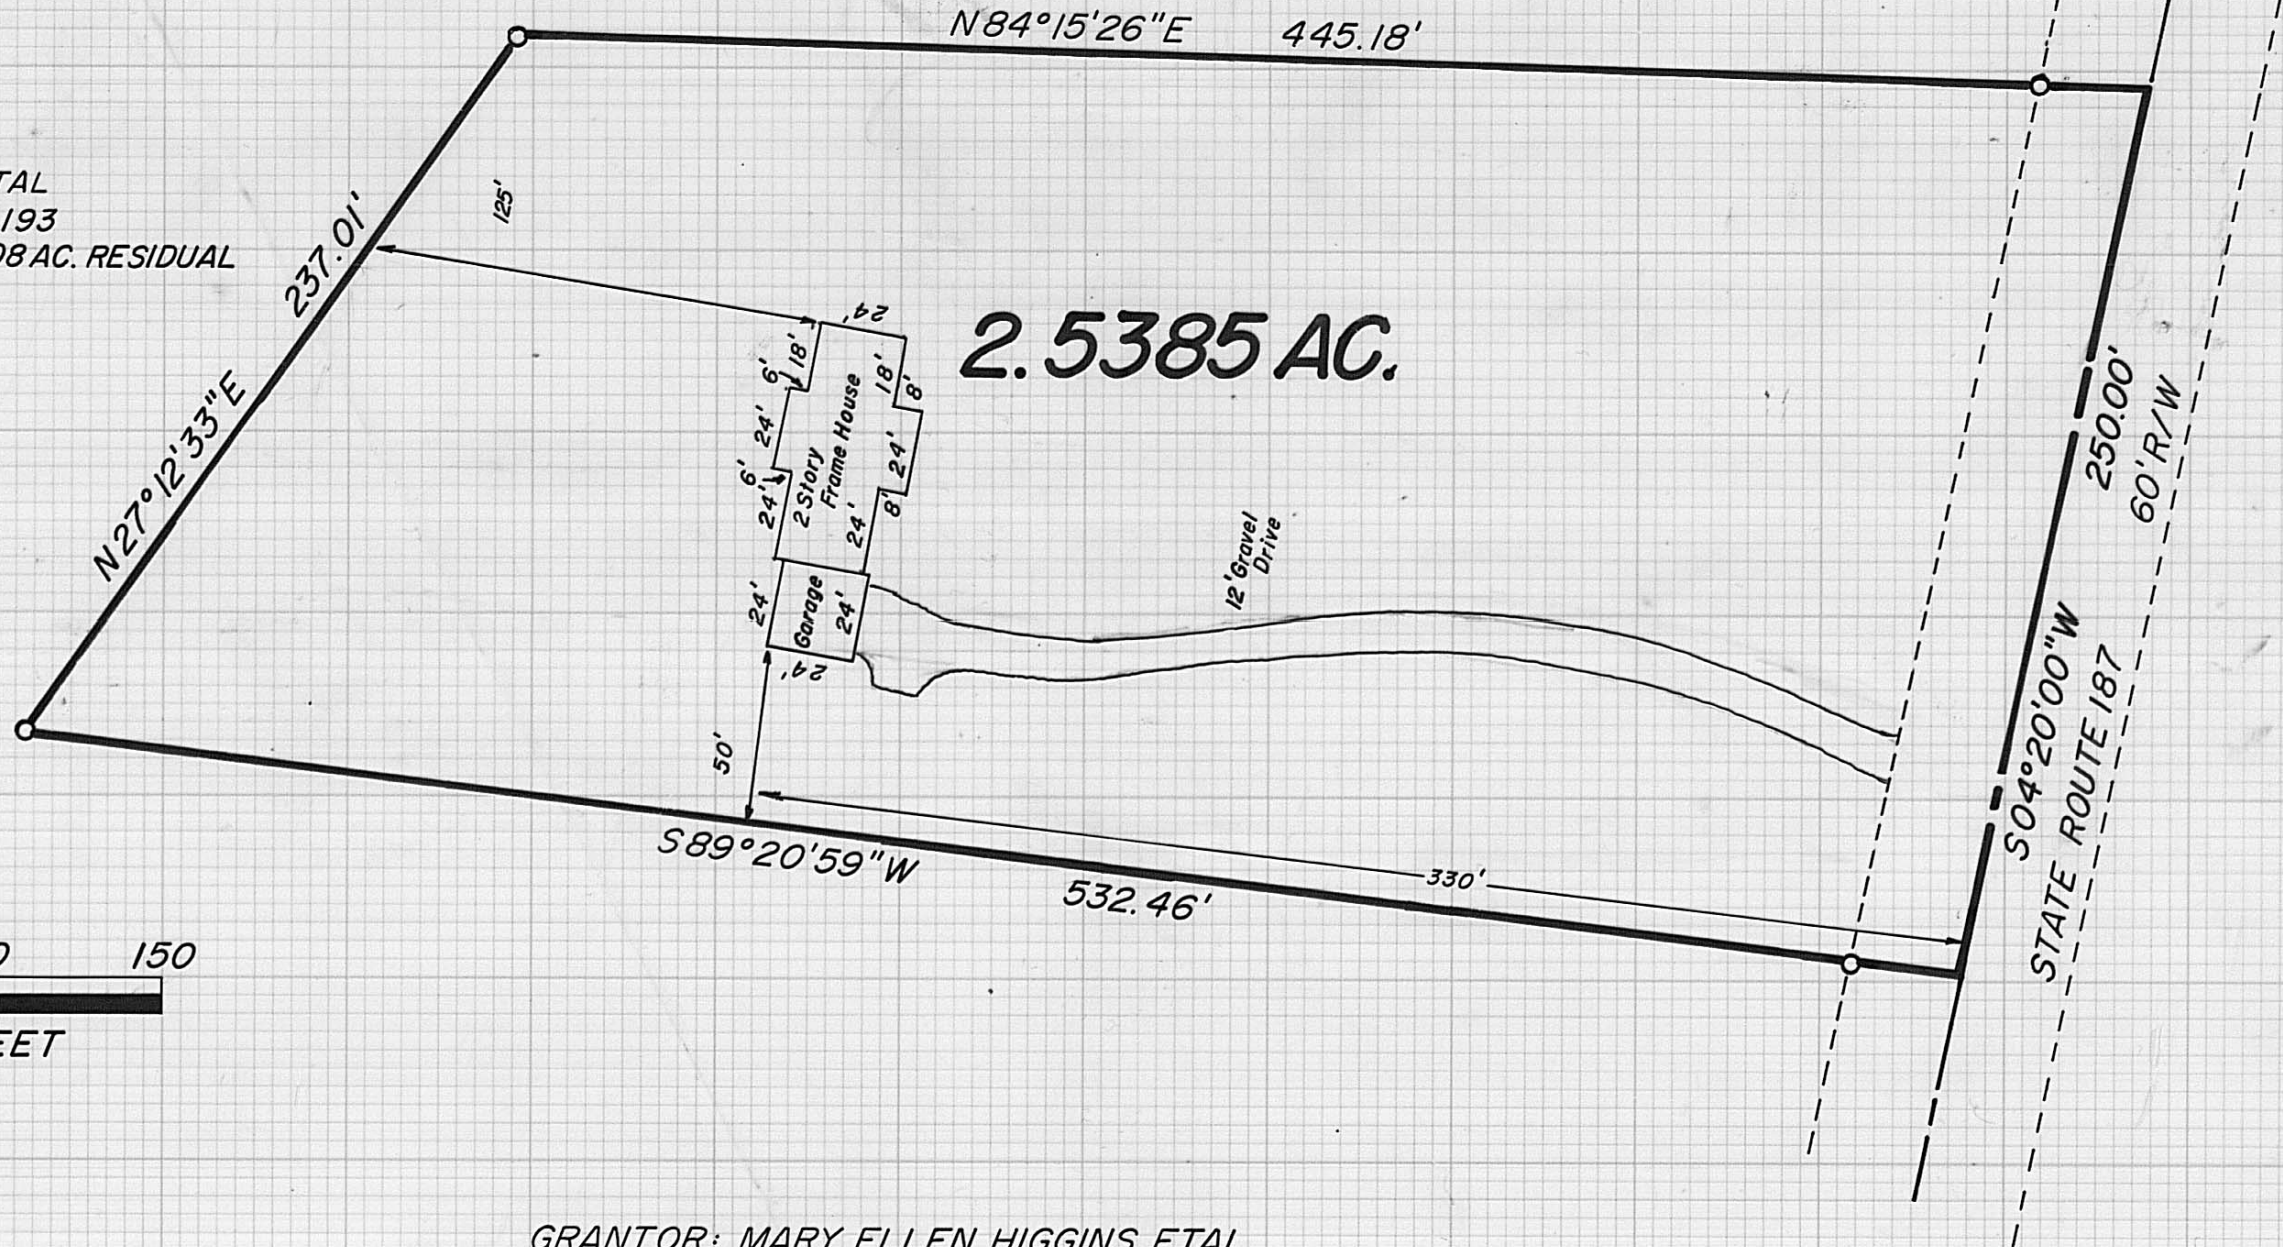 N84°15'26"E 445.18'
TAL
193
08 AC. RESIDUAL
237.01'
N27°12'33"E
125'
24'
2.5385 AC.
18'
6'
18'
8'
24'
24'
6'
24'
8'
24'
2 Story
Frame House
24'
Garage
24'
24'
12' Gravel
Drive
50'
330'
S89°20'59"W
532.46'
250.00'
60' R/W
S04°20'00"W
STATE ROUTE 187
150
EET
GRANTOR: MARY ELLEN HIGGINS ETAL